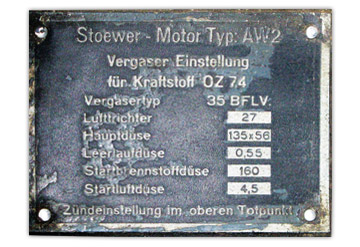 Stoewer - Motor Typ: AW2
Vergaser Einstellung
für Kraftstoff OZ 74
Vergasertyp 35 BFLV.
Lufttrichter 27
Hauptdüse 135x56
Leerlaufdüse 0,55
Startbrennstoffdüse 160
Startluftdüse 4,5
Zündeinstellung im oberen Totpunkt